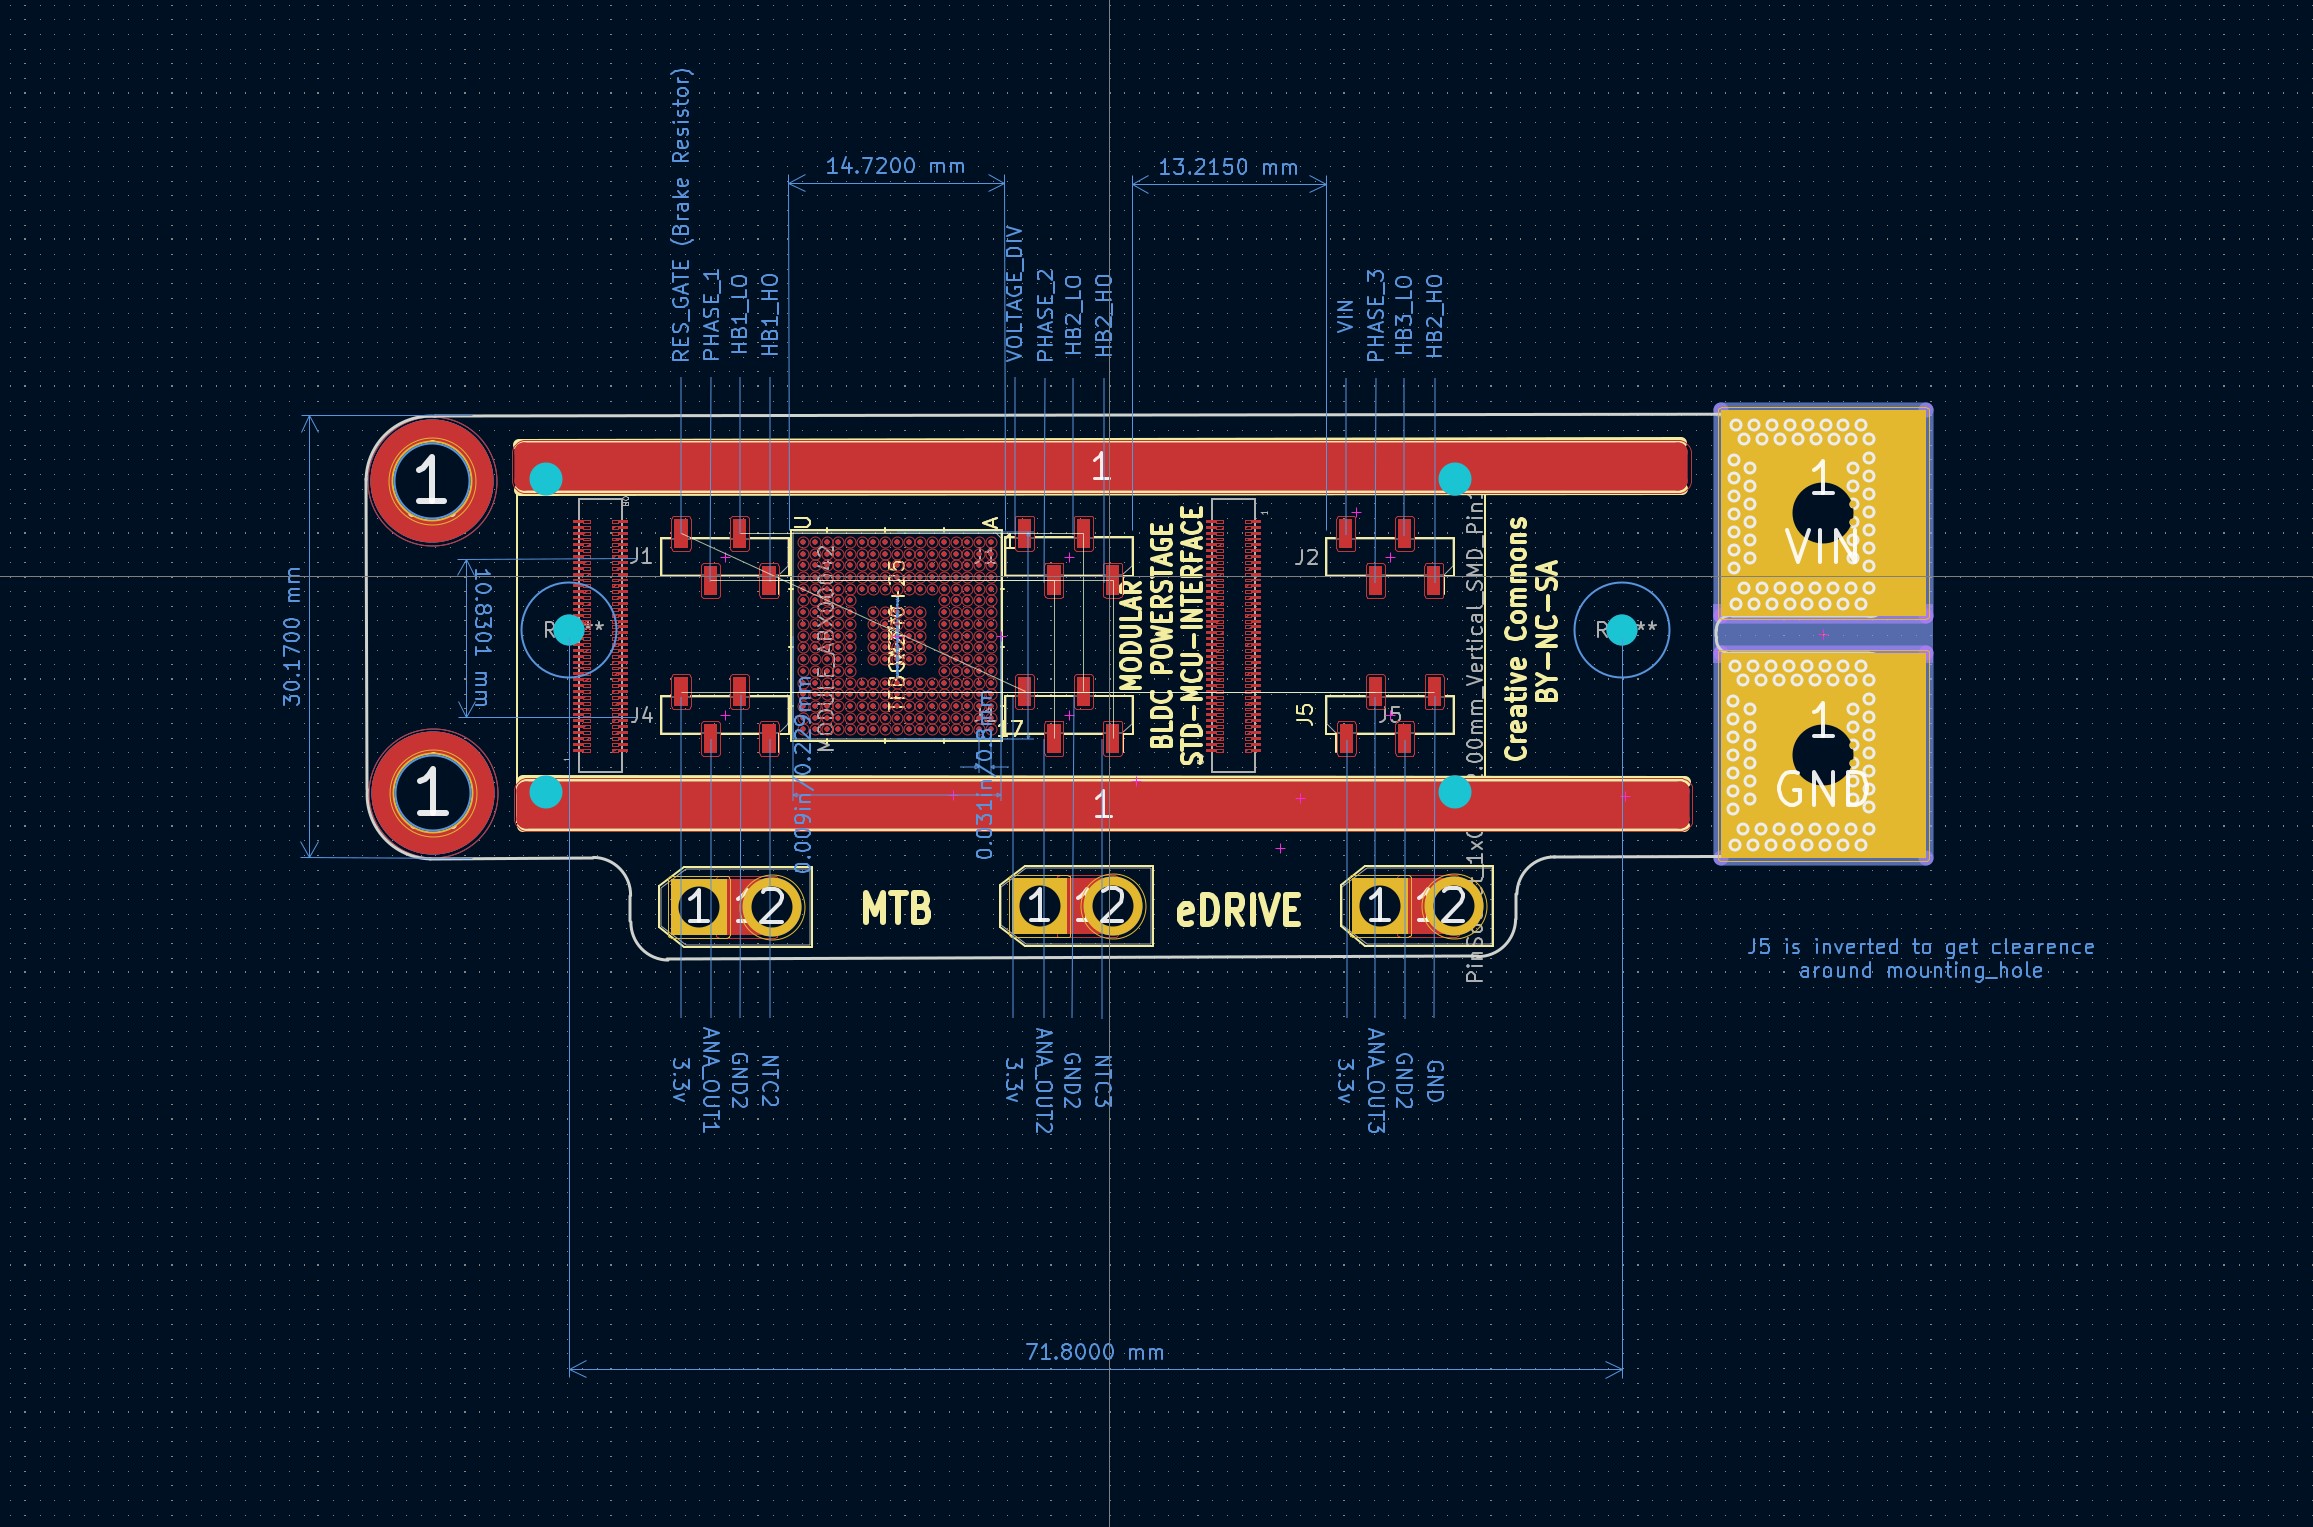 RES_GATE (Brake Resistor)
PHASE_1
HB1_LO
HB1_HO
14.7200 mm
VOLTAGE_DIV
PHASE_2
HB2_LO
HB2_HO
13.2150 mm
VIN
PHASE_3
HB3_LO
HB2_HO
30.1700 mm
10.8301 mm
1
1
1
1
1
VIN
1
GND
J1
U
A
J2
J4
J5
J5
17
MODULE_ABX00042
0.009in/0.229mm
0.031in/0.8mm
MODULAR
BLDC POWERSTAGE
STD-MCU-INTERFACE
Creative Commons
BY-NC-SA
1
2
MTB
1
2
eDRIVE
1
2
J5 is inverted to get clearence
around mounting_hole
3.3v
ANA_OUT1
GND2
NTC2
3.3v
ANA_OUT2
GND2
NTC3
3.3v
ANA_OUT3
GND2
GND
71.8000 mm